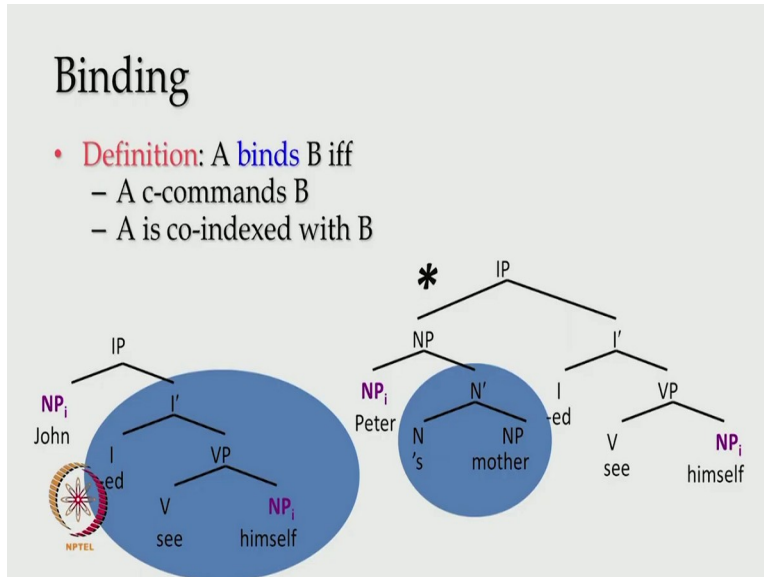 Binding
• Definition: A binds B iff
– A c-commands B
– A is co-indexed with B
IP
NPi I'
John
I VP
-ed
V NPi
see himself
*
IP
NP I'
NPi N' I VP
Peter -ed
N NP V NPi
's mother see himself
NPTEL